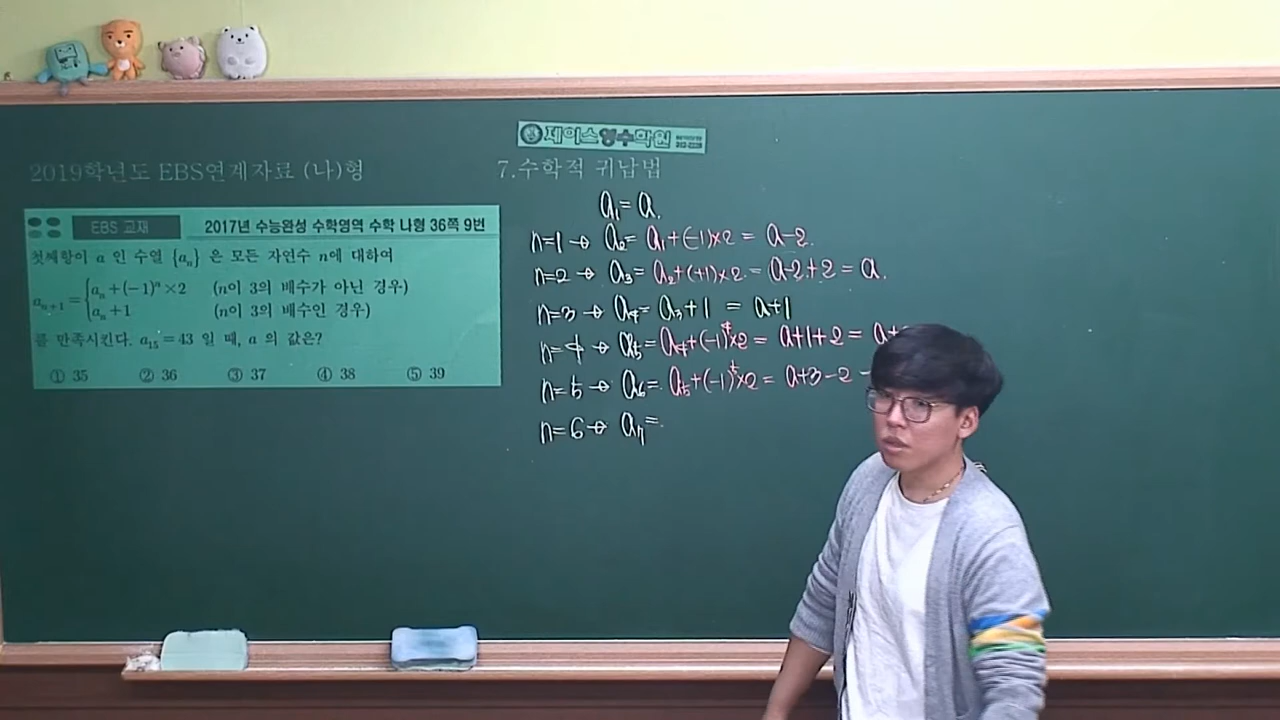 제이스영수학원
2019학년도 EBS연계자료 (나)형
EBS 교재 2017년 수능완성 수학영역 수학 나형 36쪽 9번
첫째항이 a 인 수열 {aₙ} 은 모든 자연수 n에 대하여
aₙ₊₁ = { aₙ + (-1)ⁿ × 2 (n이 3의 배수가 아닌 경우)
aₙ + 1 (n이 3의 배수인 경우)
를 만족시킨다. a₁₅ = 43 일 때, a 의 값은?
① 35 ② 36 ③ 37 ④ 38 ⑤ 39
7.수학적 귀납법
a₁ = a.
n=1 → a₂ = a₁+(-1)×2 = a-2.
n=2 → a₃ = a₂+(+1)×2 = a-2+2 = a.
n=3 → a₄ = a₃+1 = a+1
n=4 → a₅ = a₄+(-1)⁴×2 = a+1+2 = a+
n=5 → a₆ = a₅+(-1)⁵×2 = a+3-2
n=6 → a₇ =